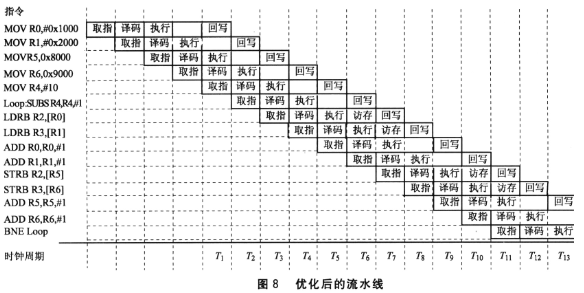 指令
MOV R0,#0x1000 取指 译码 执行 回写
MOV R1,#0x2000 取指 译码 执行 回写
MOVR5,0x8000 取指 译码 执行 回写
MOV R6,0x9000 取指 译码 执行 回写
MOV R4,#10 取指 译码 执行 回写
Loop:SUBS R4,R4,#1 取指 译码 执行 回写
LDRB R2,[R0] 取指 译码 执行 访存 回写
LDRB R3,[R1] 取指 译码 执行 访存 回写
ADD R0,R0,#1 取指 译码 执行 回写
ADD R1,R1,#1 取指 译码 执行 回写
STRB R2,[R5] 取指 译码 执行 访存 回写
STRB R3,[R6] 取指 译码 执行 访存 回写
ADD R5,R5,#1 取指 译码 执行 回写
ADD R6,R6,#1 取指 译码 执行
BNE Loop 取指 译码 执行
时钟周期 T1 T2 T3 T4 T5 T6 T7 T8 T9 T10 T11 T12 T13
图 8 优化后的流水线